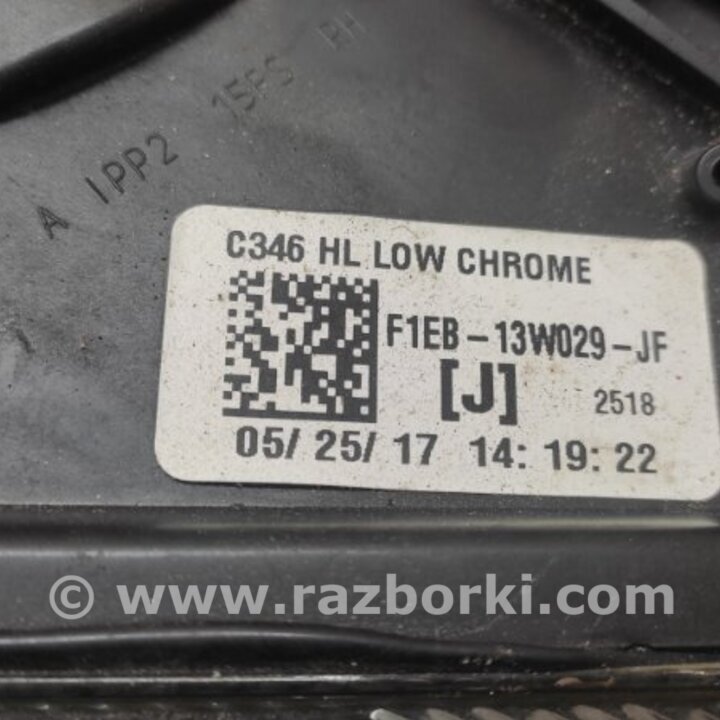 A IPP2 15PS RH
C346 HL LOW CHROME
F1EB-13W029-JF
[J] 2518
05/ 25/ 17 14: 19: 22
© www.razborki.com